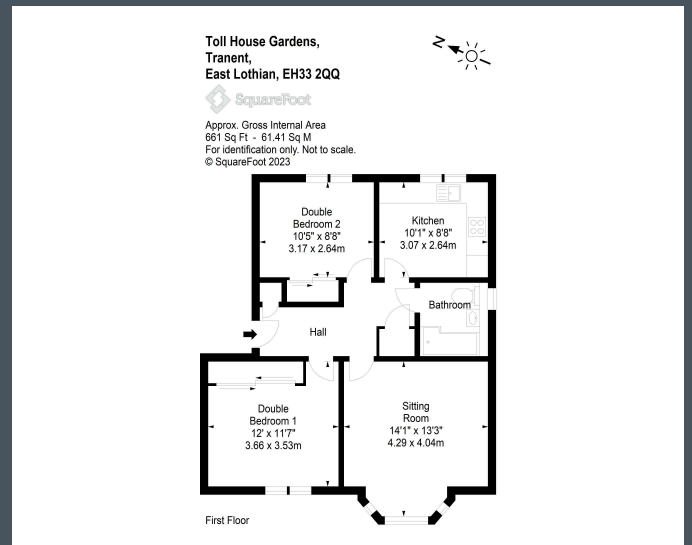 Toll House Gardens,
Tranent,
East Lothian, EH33 2QQ
N
SquareFoot
Approx. Gross Internal Area
661 Sq Ft - 61.41 Sq M
For identification only. Not to scale.
© SquareFoot 2023
Double
Bedroom 2
10'5" x 8'8"
3.17 x 2.64m
Kitchen
10'1" x 8'8"
3.07 x 2.64m
Bathroom
Hall
Double
Bedroom 1
12' x 11'7"
3.66 x 3.53m
Sitting
Room
14'1" x 13'3"
4.29 x 4.04m
First Floor